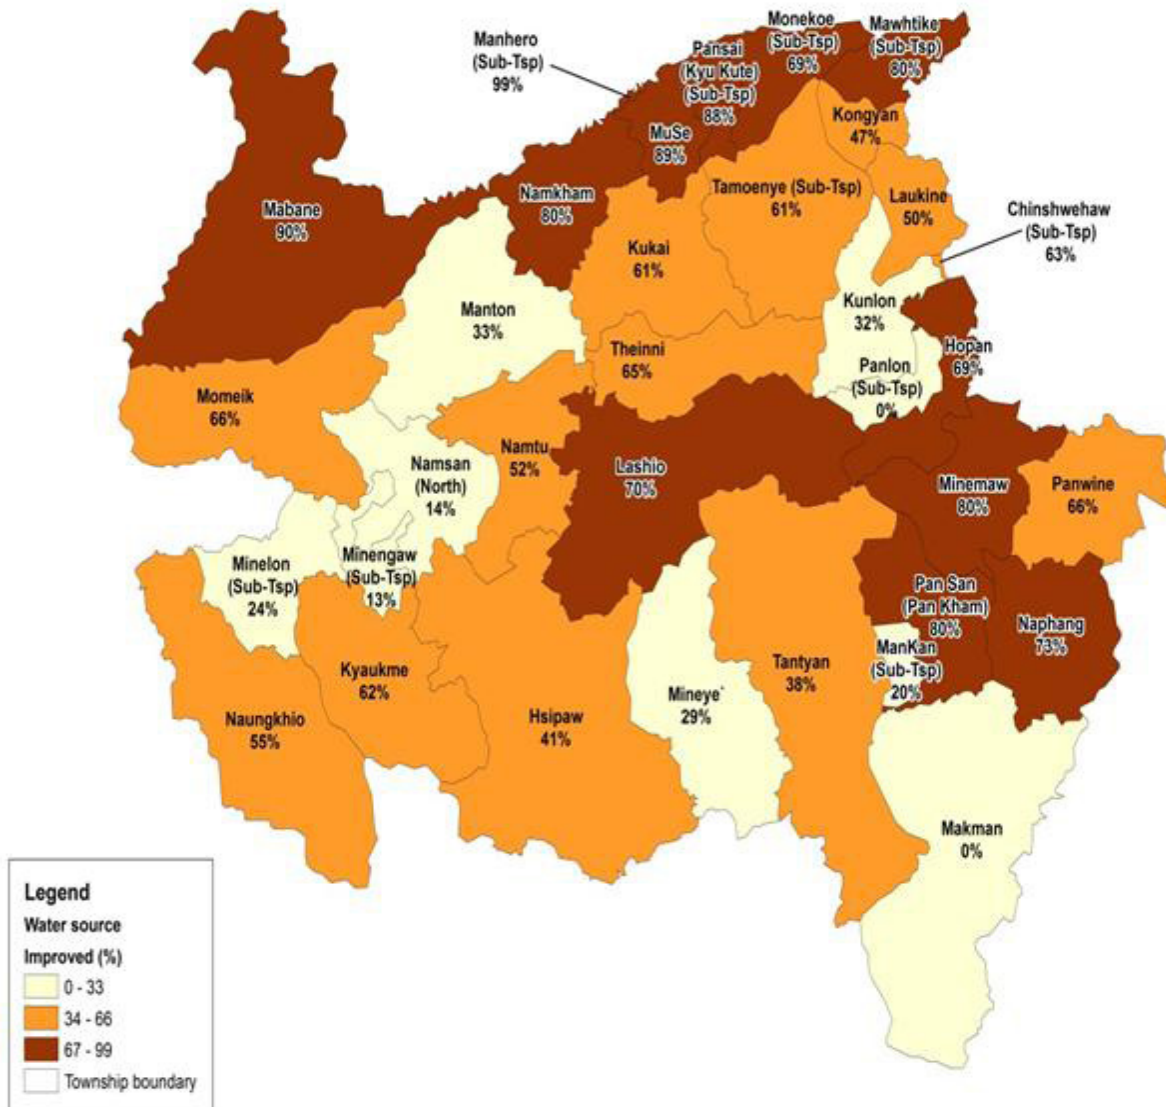 Manhero
(Sub-Tsp)
99%
Pansai
(Kyu Kute)
(Sub-Tsp)
88%
Monekoe
(Sub-Tsp)
69%
Mawhtike
(Sub-Tsp)
80%
MuSe
89%
Kongyan
47%
Mabane
90%
Namkham
80%
Tamoenye (Sub-Tsp)
61%
Laukine
50%
Chinshwehaw
(Sub-Tsp)
63%
Kukai
61%
Manton
33%
Kunlon
32%
Theinni
65%
Hopan
69%
Panlon
(Sub-Tsp)
0%
Momeik
66%
Namtu
52%
Namsan
(North)
14%
Lashio
70%
Minemaw
80%
Panwine
66%
Minelon
(Sub-Tsp)
24%
Minengaw
(Sub-Tsp)
13%
Pan San
(Pan Kham)
80%
Naphang
73%
ManKan
(Sub-Tsp)
20%
Kyaukme
62%
Tantyan
38%
Mineye`
29%
Naungkhio
55%
Hsipaw
41%
Makman
0%
Legend
Water source
Improved (%)
0 - 33
34 - 66
67 - 99
Township boundary